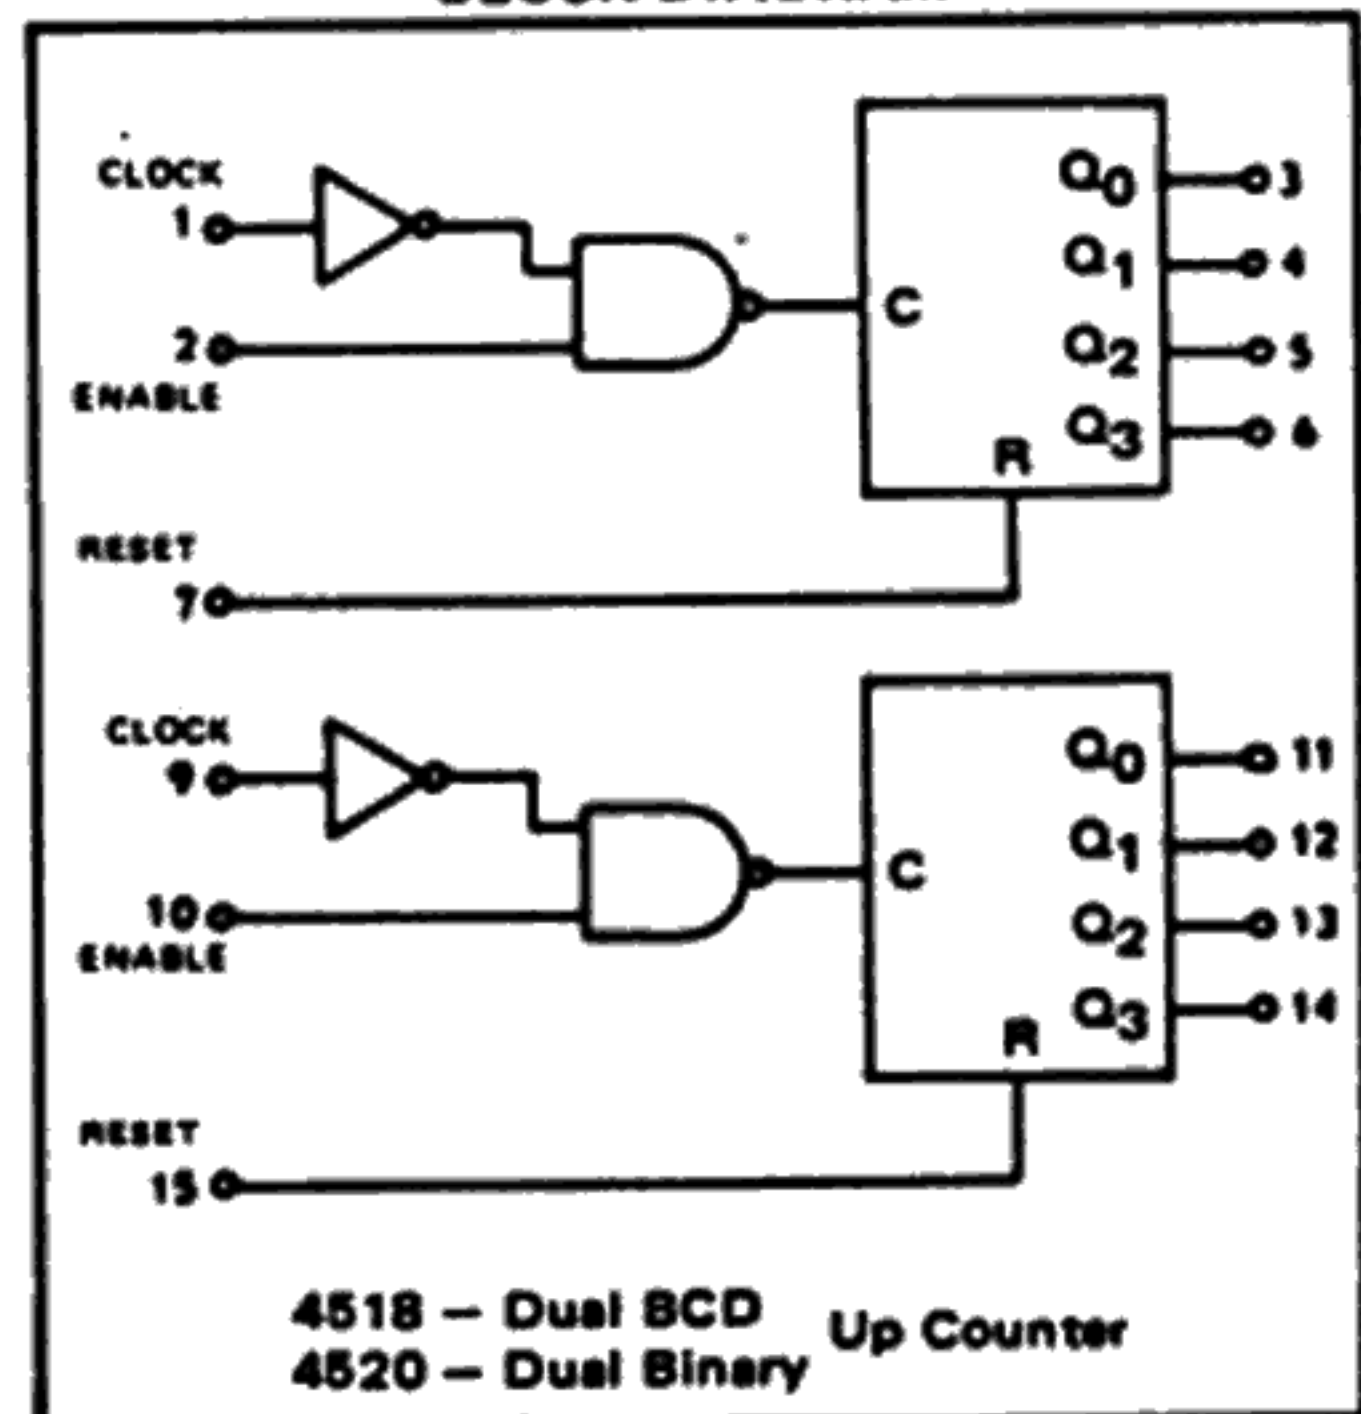 CLOCK
1
2
ENABLE
RESET
7
C
R
Q0
Q1
Q2
Q3
3
4
5
6
CLOCK
9
10
ENABLE
RESET
15
C
R
Q0
Q1
Q2
Q3
11
12
13
14
4518 – Dual BCD
4520 – Dual Binary
Up Counter